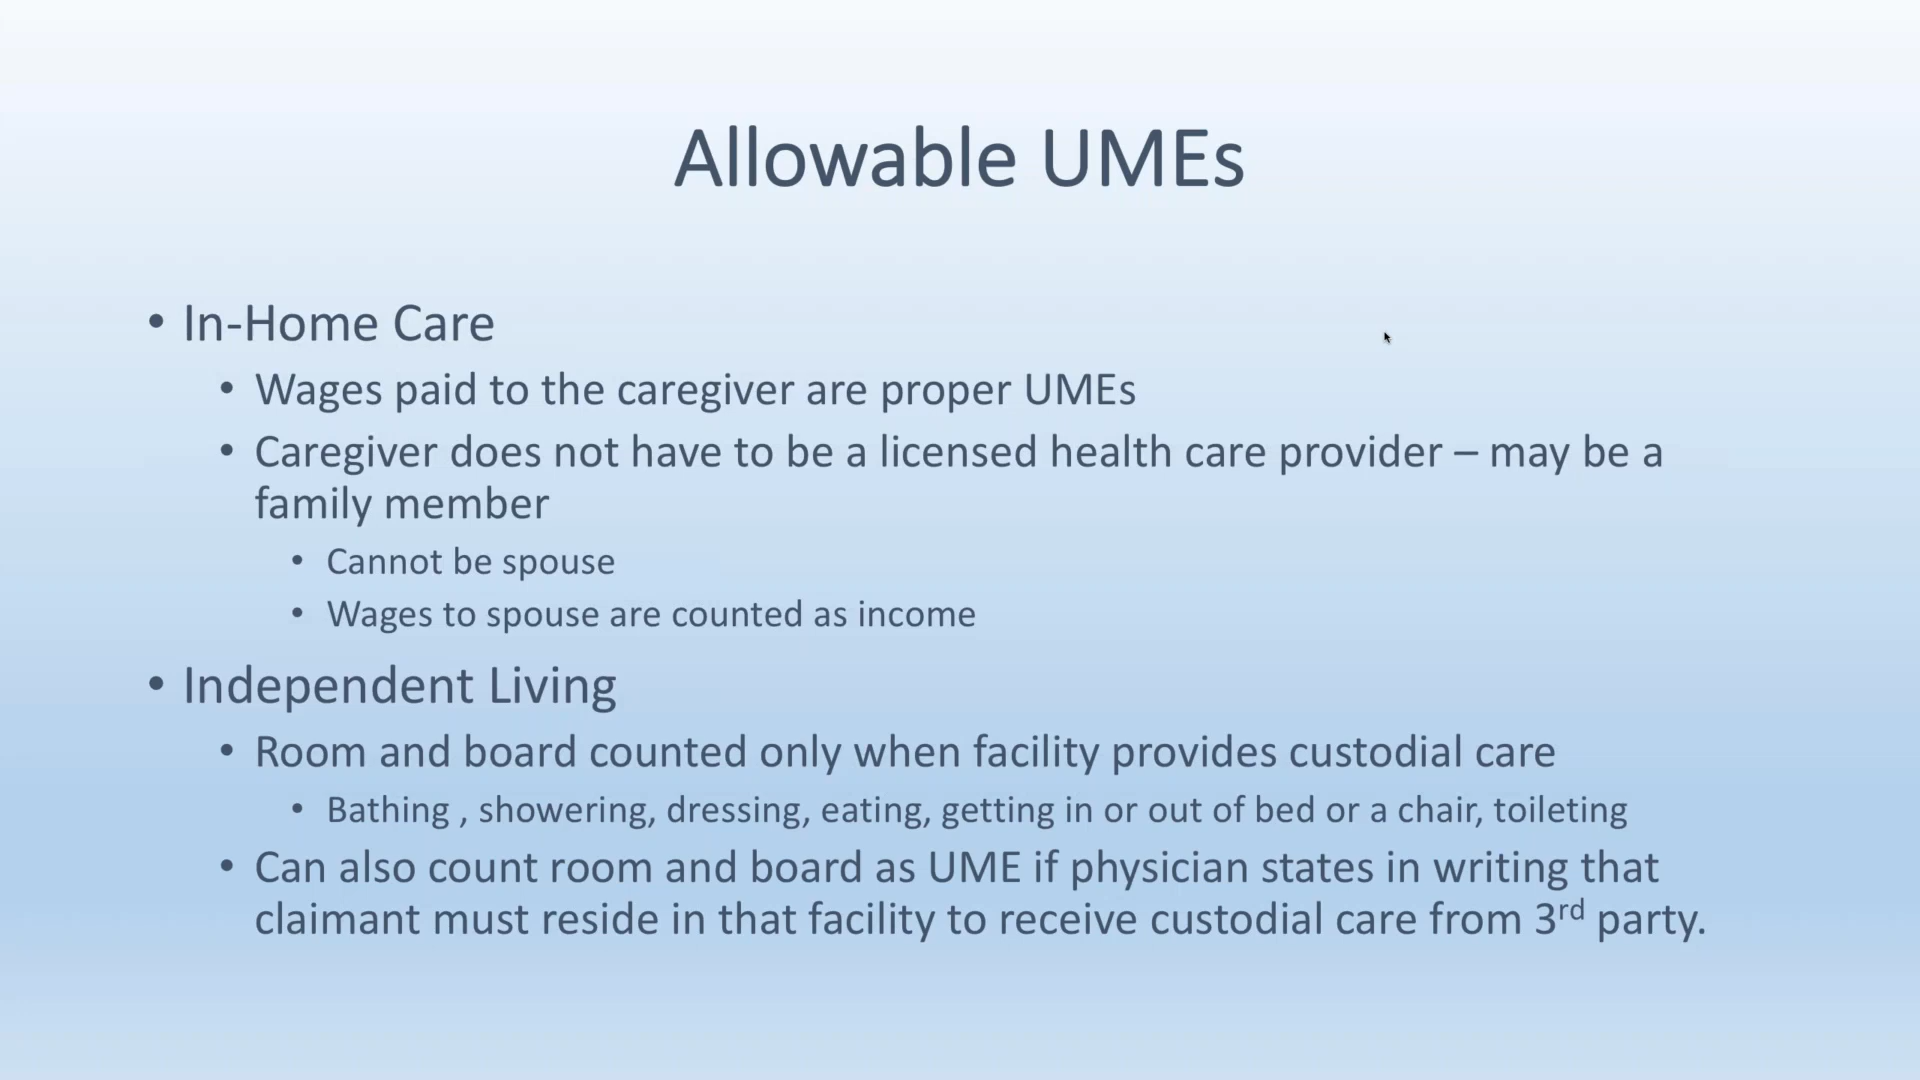 Allowable UMEs
• In-Home Care
• Wages paid to the caregiver are proper UMEs
• Caregiver does not have to be a licensed health care provider – may be a
family member
• Cannot be spouse
• Wages to spouse are counted as income
• Independent Living
• Room and board counted only when facility provides custodial care
• Bathing , showering, dressing, eating, getting in or out of bed or a chair, toileting
• Can also count room and board as UME if physician states in writing that
claimant must reside in that facility to receive custodial care from 3rd party.